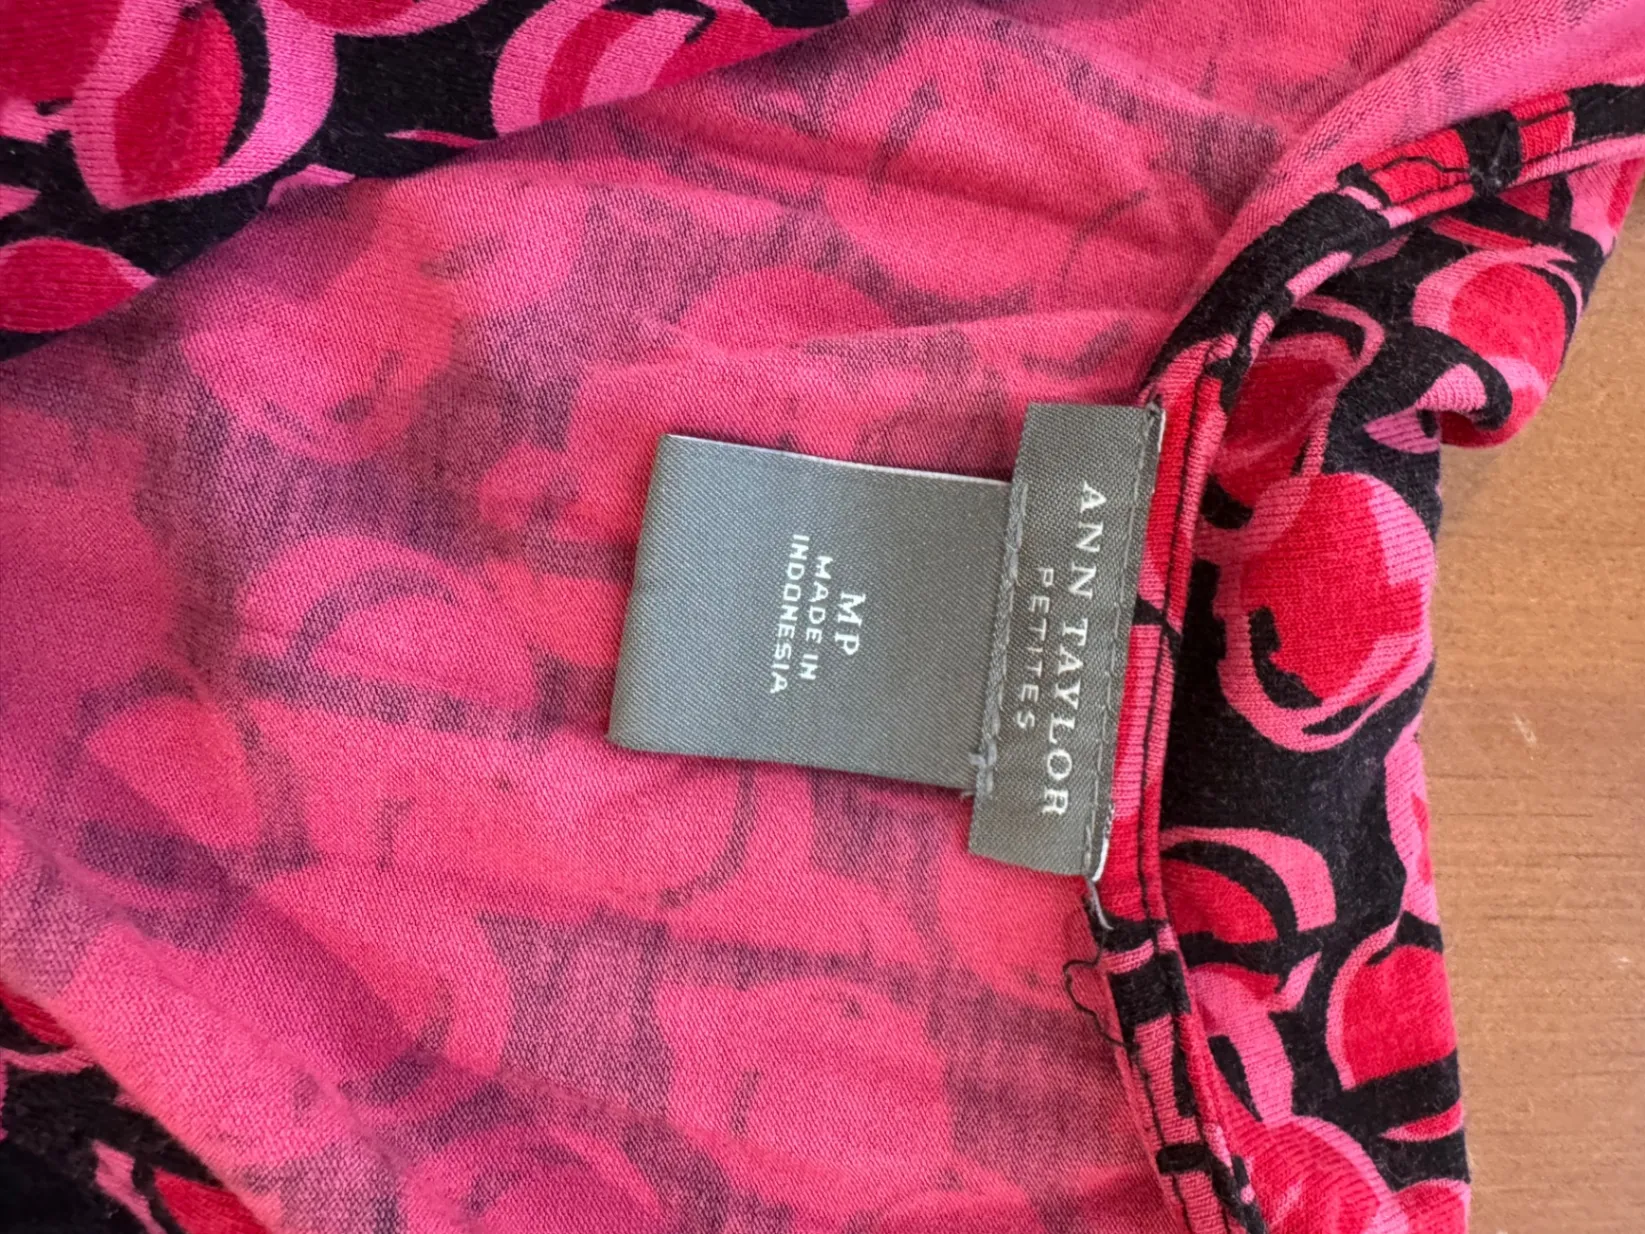 ANN TAYLOR
PETITES
MP
MADE IN
INDONESIA